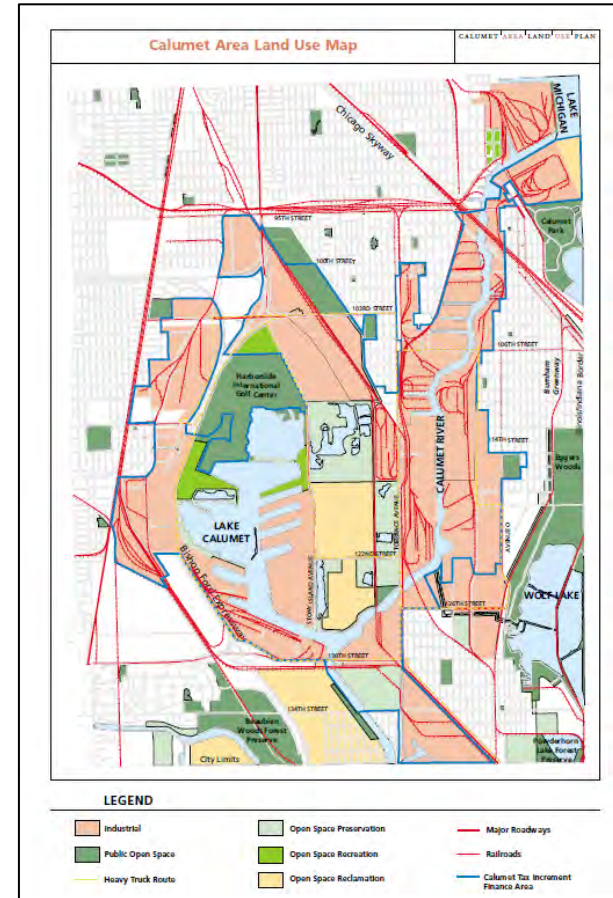 Calumet Area Land Use Map
CALUMET AREA LAND USE PLAN
LAKE
MICHIGAN
Chicago Skyway
95TH STREET
Calumet
Park
100TH STREET
103RD STREET
106TH STREET
Harborside
International
Golf Center
Burnham
Greenway
Illinois/Indiana Border
114TH STREET
CALUMET RIVER
Eggers
Woods
TORRENCE AVENUE
LAKE
CALUMET
122ND STREET
AVENUE O
STONY ISLAND AVENUE
Bishop Ford Expressway
126TH STREET
WOLF LAKE
130TH STREET
134TH STREET
Beaubien
Woods Forest
Preserve
Powderhorn
Lake Forest
Preserve
City Limits
LEGEND
Industrial
Open Space Preservation
Major Roadways
Public Open Space
Open Space Recreation
Railroads
Heavy Truck Route
Open Space Reclamation
Calumet Tax Increment
Finance Area